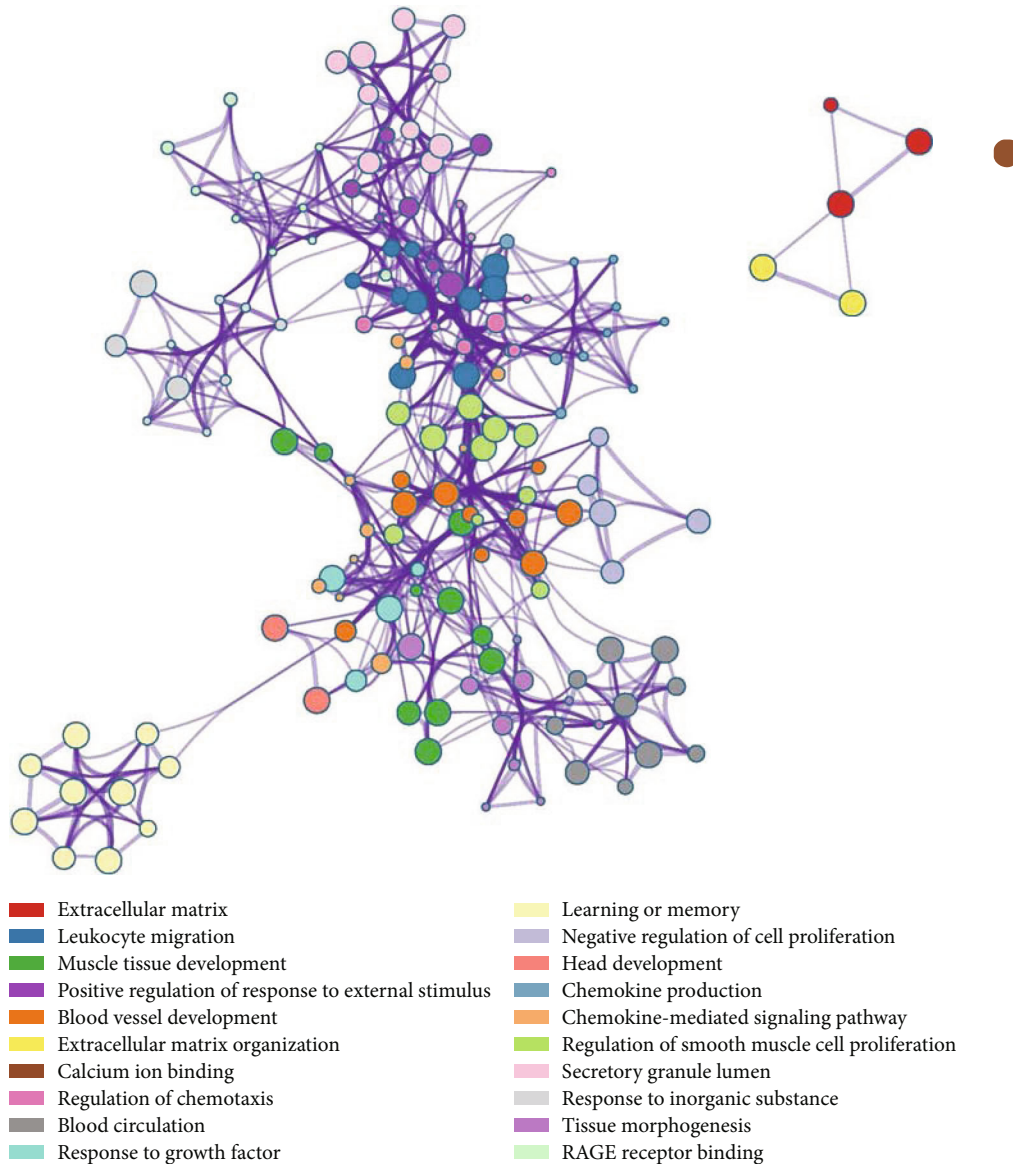 Extracellular matrix
Leukocyte migration
Muscle tissue development
Positive regulation of response to external stimulus
Blood vessel development
Extracellular matrix organization
Calcium ion binding
Regulation of chemotaxis
Blood circulation
Response to growth factor
Learning or memory
Negative regulation of cell proliferation
Head development
Chemokine production
Chemokine-mediated signaling pathway
Regulation of smooth muscle cell proliferation
Secretory granule lumen
Response to inorganic substance
Tissue morphogenesis
RAGE receptor binding